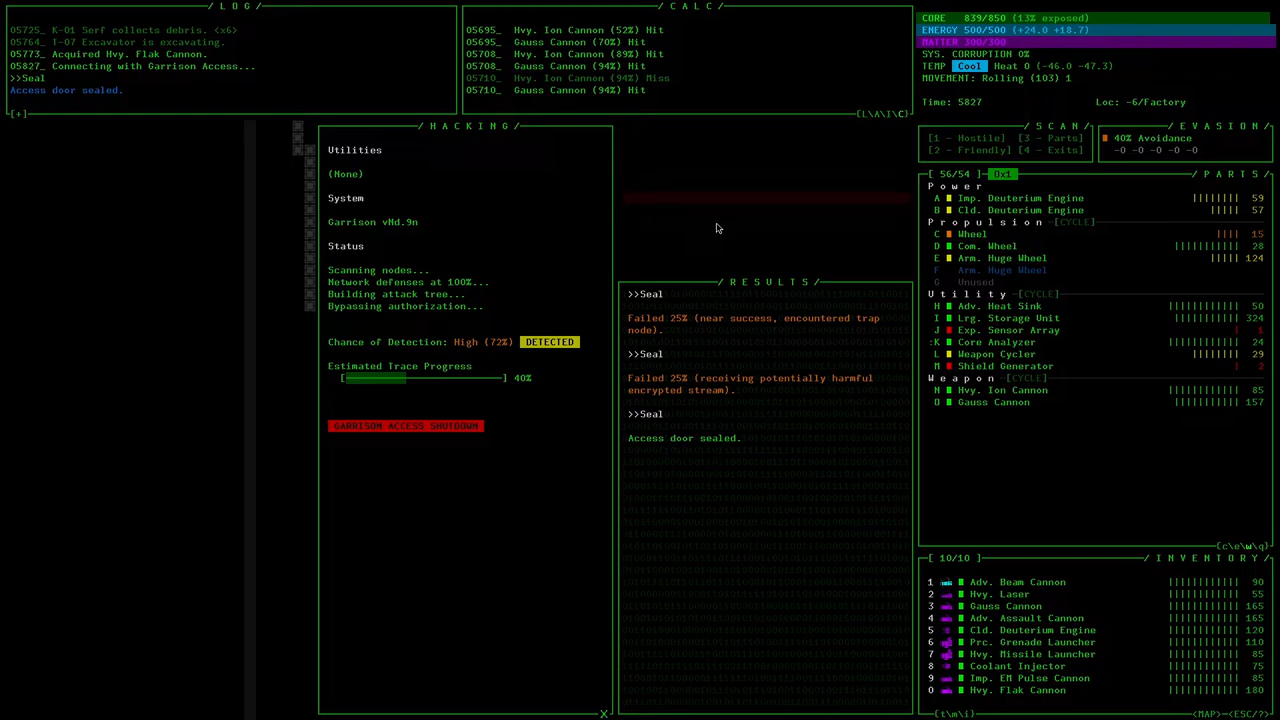 / L O G /
05725_ K-01 Serf collects debris. <x6>
05764_ T-07 Excavator is excavating.
05773_ Acquired Hvy. Flak Cannon.
05827_ Connecting with Garrison Access...
>>Seal
Access door sealed.
[+]
/ C A L C /
05695_ Hvy. Ion Cannon (52%) Hit
05695_ Gauss Cannon (70%) Hit
05708_ Hvy. Ion Cannon (89%) Hit
05710_ Gauss Cannon (94%) Hit
05710_ Hvy. Ion Cannon (94%) Miss
05710_ Gauss Cannon (94%) Hit
[L\A\I\C]
CORE 839/850 (13% exposed)
ENERGY 500/500 (+24.0 +18.7)
MATTER 300/300
SYS. CORRUPTION 0%
TEMP Cool Heat 0 (-46.0 -47.3)
MOVEMENT: Rolling (103) 1
Time: 5827 Loc: -6/Factory
/ S C A N /
[1 - Hostile] [3 - Parts]
[2 - Friendly] [4 - Exits]
/ E V A S I O N /
40% Avoidance
-0 -0 -0 -0 -0
/ H A C K I N G /
Utilities
(None)
System
Garrison vMd.9n
Status
Scanning nodes...
Network defenses at 100%...
Building attack tree...
Bypassing authorization...
Chance of Detection: High (72%) DETECTED
Estimated Trace Progress
[ ] 40%
GARRISON ACCESS SHUTDOWN
X
/ R E S U L T S /
>>Seal
Failed 25% (near success, encountered trap
node).
>>Seal
Failed 25% (receiving potentially harmful
encrypted stream).
>>Seal
Access door sealed.
[ 56/54 ] 0x1 / P A R T S /
P o w e r
A Imp. Deuterium Engine 59
B Cld. Deuterium Engine 57
P r o p u l s i o n [CYCLE]
C Wheel 15
D Com. Wheel 28
E Arm. Huge Wheel 124
F Arm. Huge Wheel
G Unused
U t i l i t y [CYCLE]
H Adv. Heat Sink 50
I Lrg. Storage Unit 324
J Exp. Sensor Array 1
:K Core Analyzer 24
L Weapon Cycler 29
M Shield Generator 2
W e a p o n [CYCLE]
N Hvy. Ion Cannon 85
O Gauss Cannon 157
[c\e\w\q]
[ 10/10 ] / I N V E N T O R Y /
1 Adv. Beam Cannon 90
2 Hvy. Laser 55
3 Gauss Cannon 165
4 Adv. Assault Cannon 165
5 Cld. Deuterium Engine 120
6 Prc. Grenade Launcher 110
7 Hvy. Missile Launcher 85
8 Coolant Injector 75
9 Imp. EM Pulse Cannon 85
0 Hvy. Flak Cannon 180
[t\m\i] <MAP>-<ESC/?>